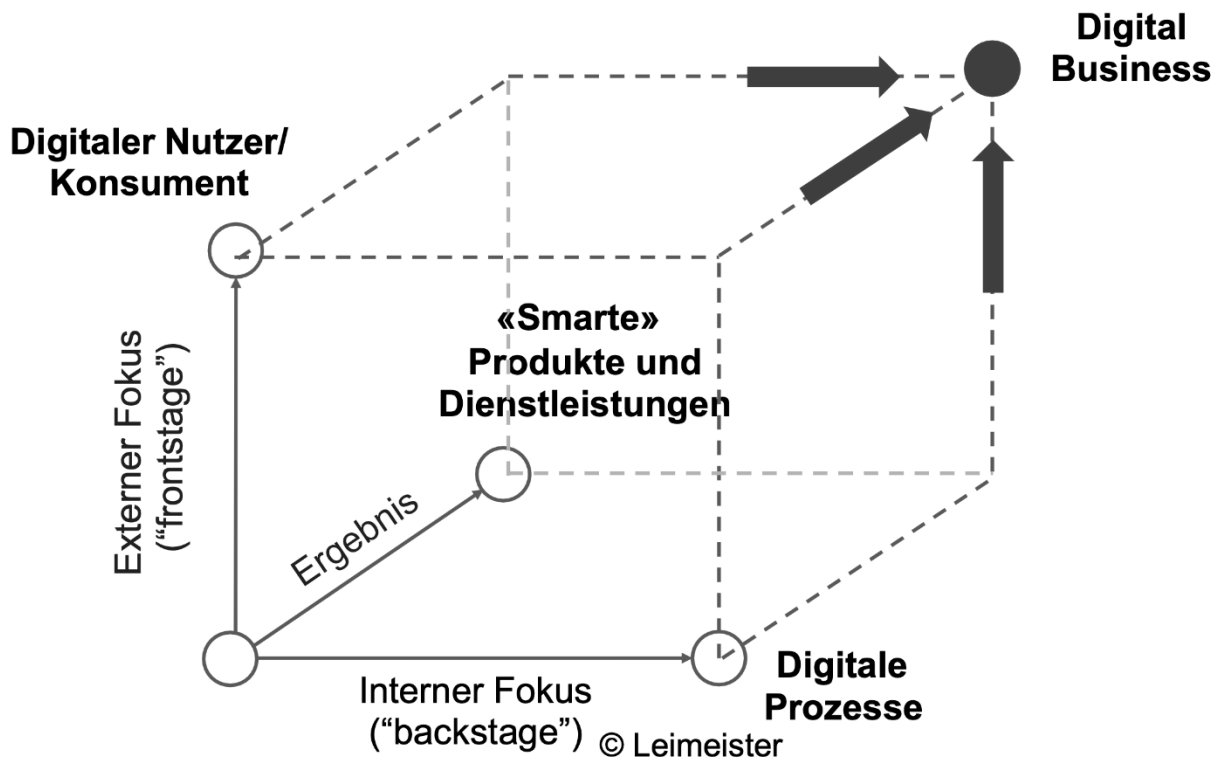 Digital
Business
Digitaler Nutzer/
Konsument
«Smarte»
Produkte und
Dienstleistungen
Externer Fokus
(“frontstage”)
Ergebnis
Interner Fokus
(“backstage”)
Digitale
Prozesse
© Leimeister